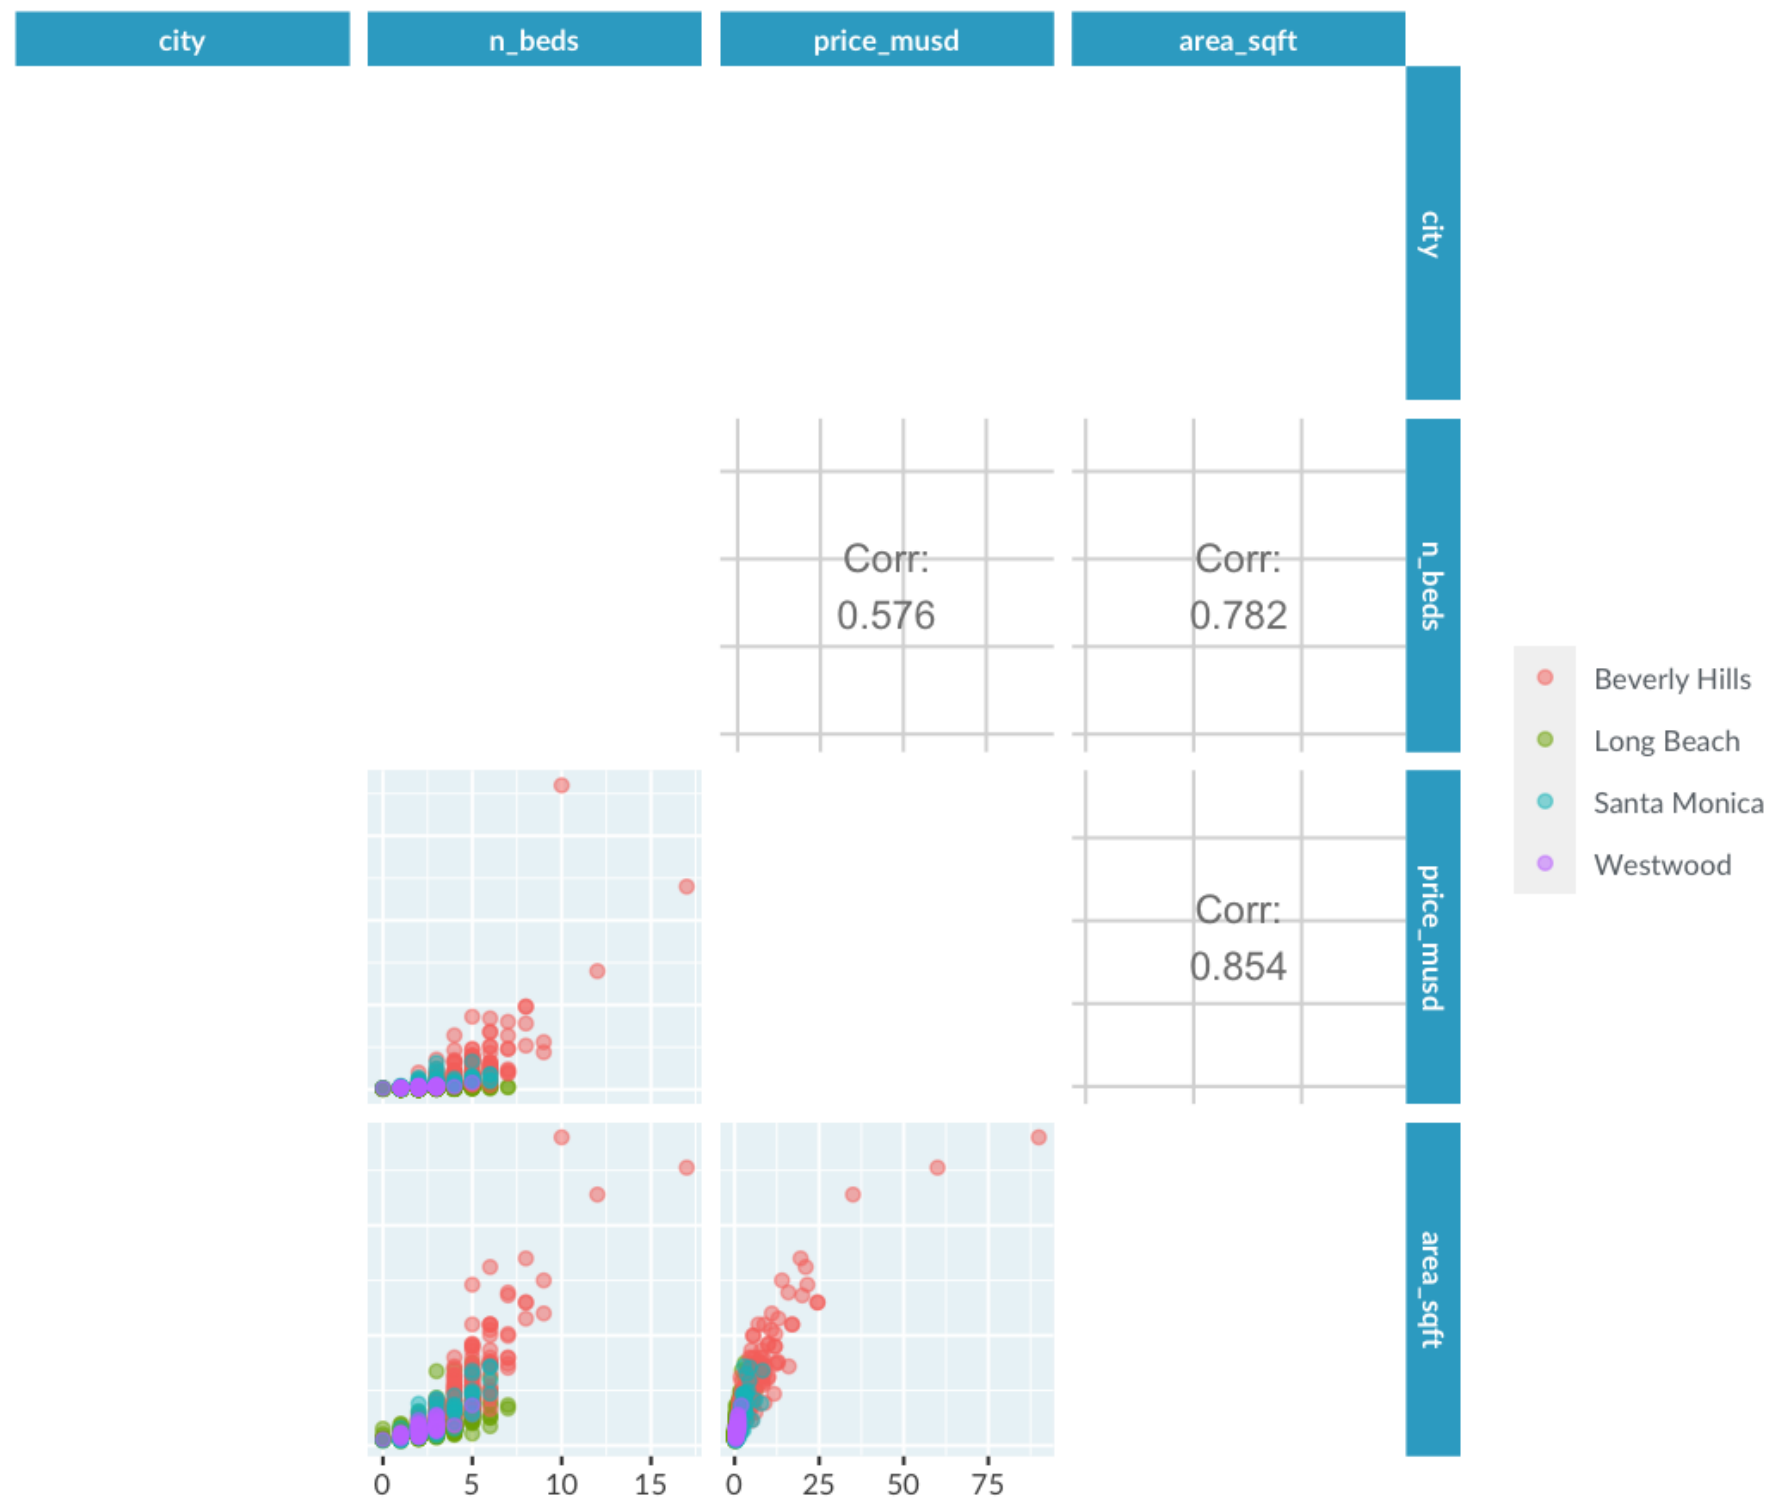 city
n_beds
price_musd
area_sqft
city
Corr:
0.576
Corr:
0.782
n_beds
Beverly Hills
Long Beach
Santa Monica
Westwood
Corr:
0.854
price_musd
area_sqft
0 5 10 15
0 25 50 75